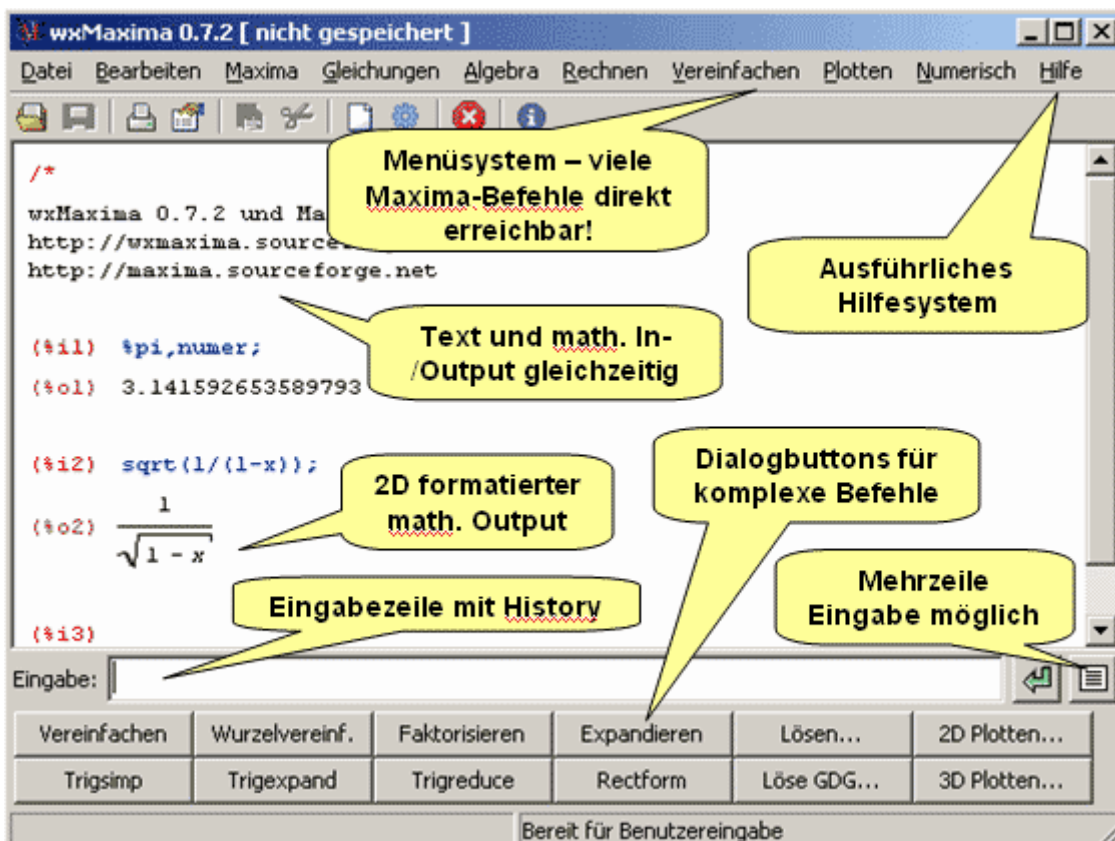 wxMaxima 0.7.2 [ nicht gespeichert ]
Datei Bearbeiten Maxima Gleichungen Algebra Rechnen Vereinfachen Plotten Numerisch Hilfe
Menüsystem – viele
Maxima-Befehle direkt
erreichbar!
/*
wxMaxima 0.7.2 und Ma
http://wxmaxima.source
http://maxima.sourceforge.net
Ausführliches
Hilfesystem
Text und math. In-
/Output gleichzeitig
(%i1) %pi,numer;
(%o1) 3.141592653589793
(%i2) sqrt(1/(1-x));
(%o2) 1
√1 - x
2D formatierter
math. Output
Dialogbuttons für
komplexe Befehle
Eingabezeile mit History
Mehrzeile
Eingabe möglich
(%i3)
Eingabe:
Vereinfachen Wurzelvereinf. Faktorisieren Expandieren Lösen... 2D Plotten...
Trigsimp Trigexpand Trigreduce Rectform Löse GDG... 3D Plotten...
Bereit für Benutzereingabe